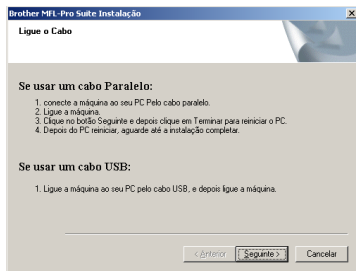 Brother MFL-Pro Suite Instalação
Ligue o Cabo
Se usar um cabo Paralelo:
1. conecte a máquina ao seu PC Pelo cabo paralelo.
2. Ligue a máquina.
3. Clique no botão Seguinte e depois clique em Terminar para reiniciar o PC.
4. Depois do PC reiniciar, aguarde até a instalação completar.
Se usar um cabo USB:
1. Ligue a máquina ao seu PC pelo cabo USB, e depois ligue a máquina.
< Anterior Seguinte > Cancelar